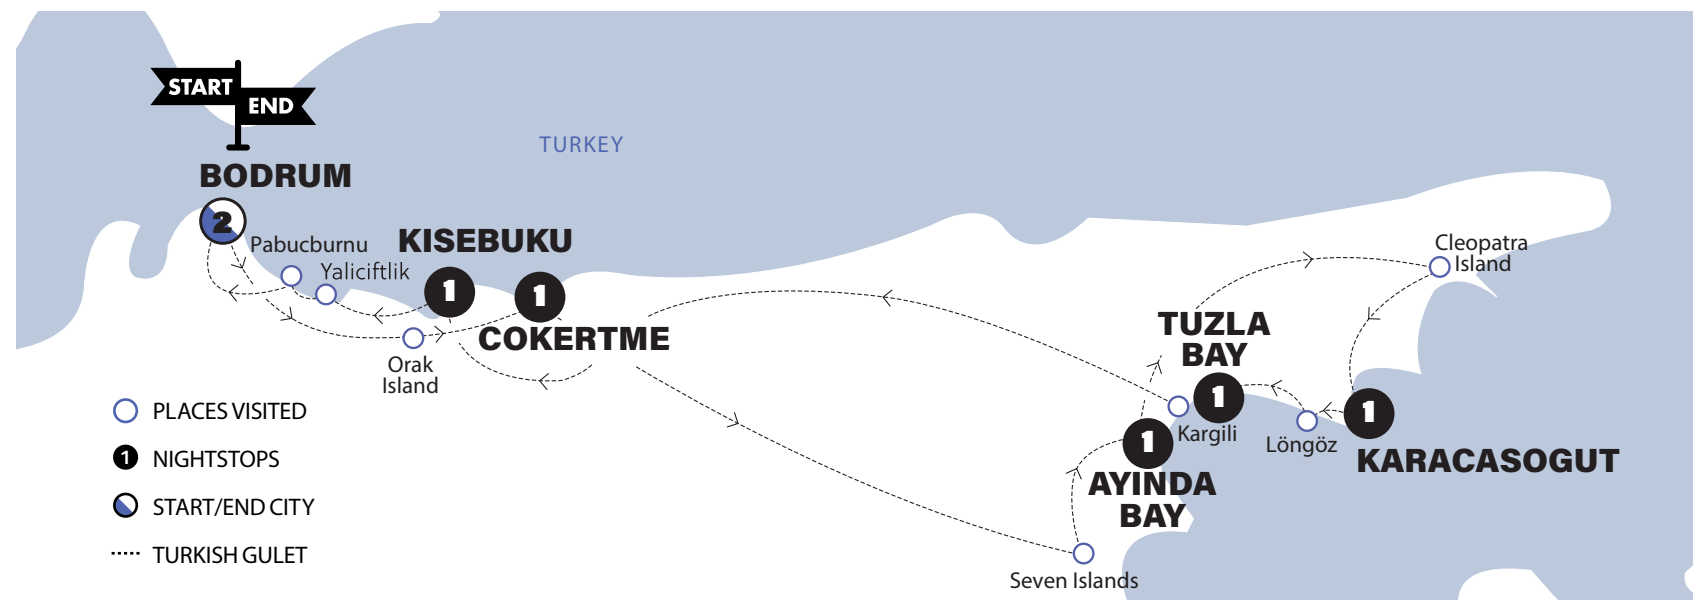 START
END
TURKEY
BODRUM
2
Pabucburnu
KISEBUKU
Yaliciftlik
1
1
COKERTME
Orak
Island
Cleopatra
Island
TUZLA
BAY
1
Kargili
1
AYINDA
BAY
Löngöz
1
KARACASOGUT
Seven Islands
PLACES VISITED
1 NIGHTSTOPS
START/END CITY
TURKISH GULET